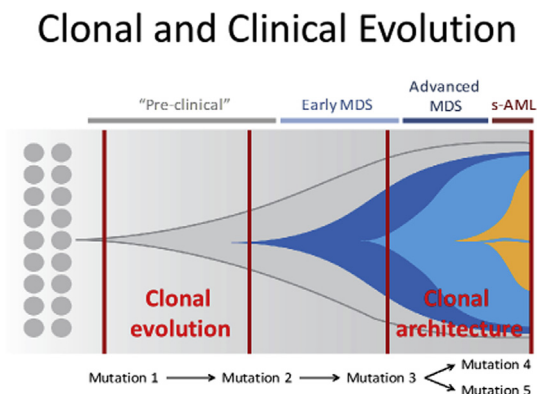 Clonal and Clinical Evolution
"Pre-clinical"
Early MDS
Advanced
MDS
s-AML
Clonal
evolution
Clonal
architecture
Mutation 1
Mutation 2
Mutation 3
Mutation 4
Mutation 5